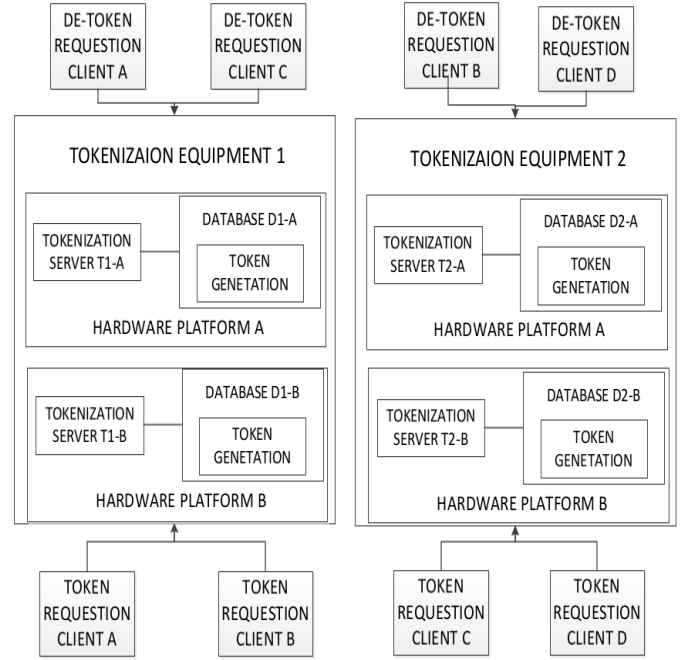 DE-TOKEN
REQUESTION
CLIENT A
DE-TOKEN
REQUESTION
CLIENT C
DE-TOKEN
REQUESTION
CLIENT B
DE-TOKEN
REQUESTION
CLIENT D
TOKENIZAION EQUIPMENT 1
TOKENIZATION
SERVER T1-A
DATABASE D1-A
TOKEN
GENETATION
HARDWARE PLATFORM A
TOKENIZATION
SERVER T1-B
DATABASE D1-B
TOKEN
GENETATION
HARDWARE PLATFORM B
TOKENIZAION EQUIPMENT 2
TOKENIZATION
SERVER T2-A
DATABASE D2-A
TOKEN
GENETATION
HARDWARE PLATFORM A
TOKENIZATION
SERVER T2-B
DATABASE D2-B
TOKEN
GENETATION
HARDWARE PLATFORM B
TOKEN
REQUESTION
CLIENT A
TOKEN
REQUESTION
CLIENT B
TOKEN
REQUESTION
CLIENT C
TOKEN
REQUESTION
CLIENT D